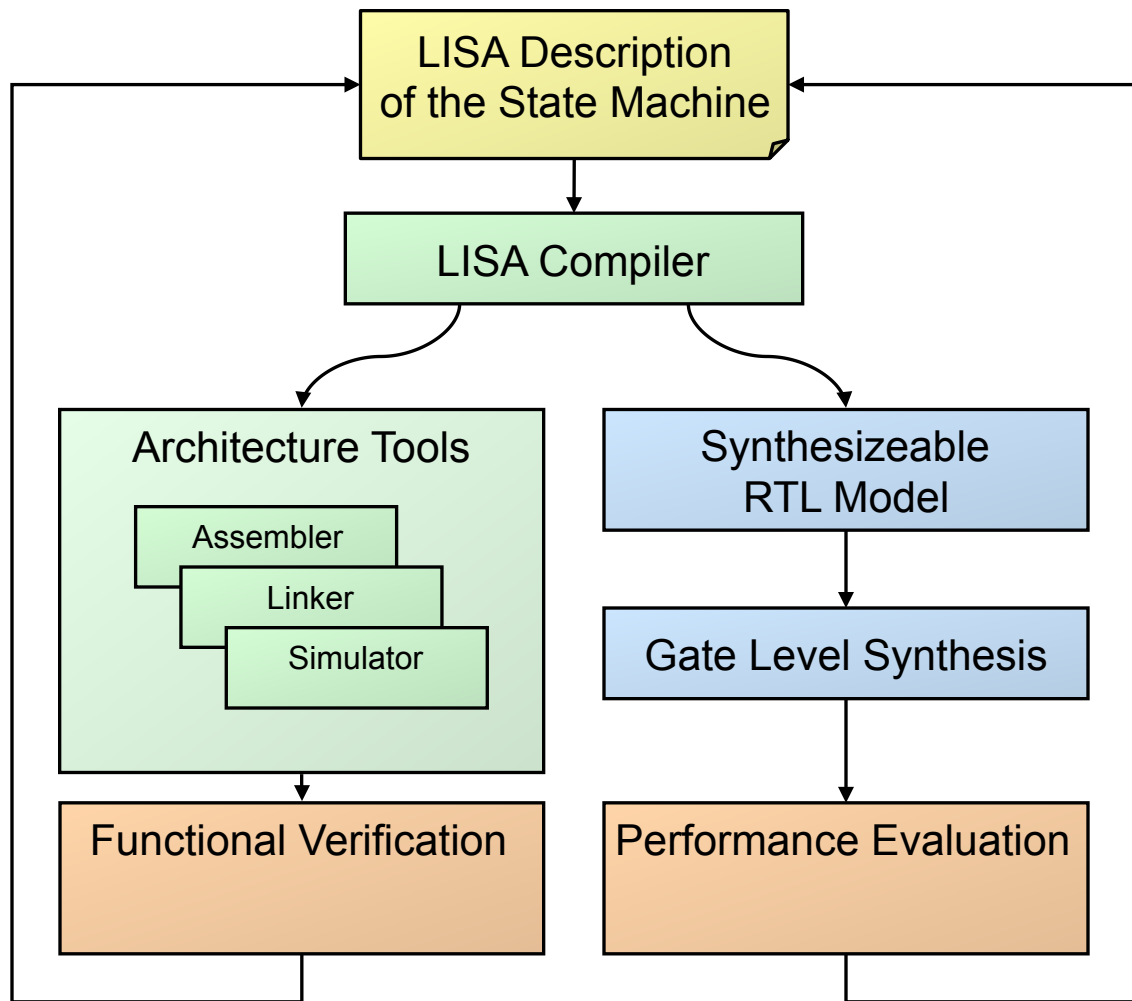 LISA Description
of the State Machine
LISA Compiler
Architecture Tools
Assembler
Linker
Simulator
Synthesizeable
RTL Model
Gate Level Synthesis
Functional Verification
Performance Evaluation